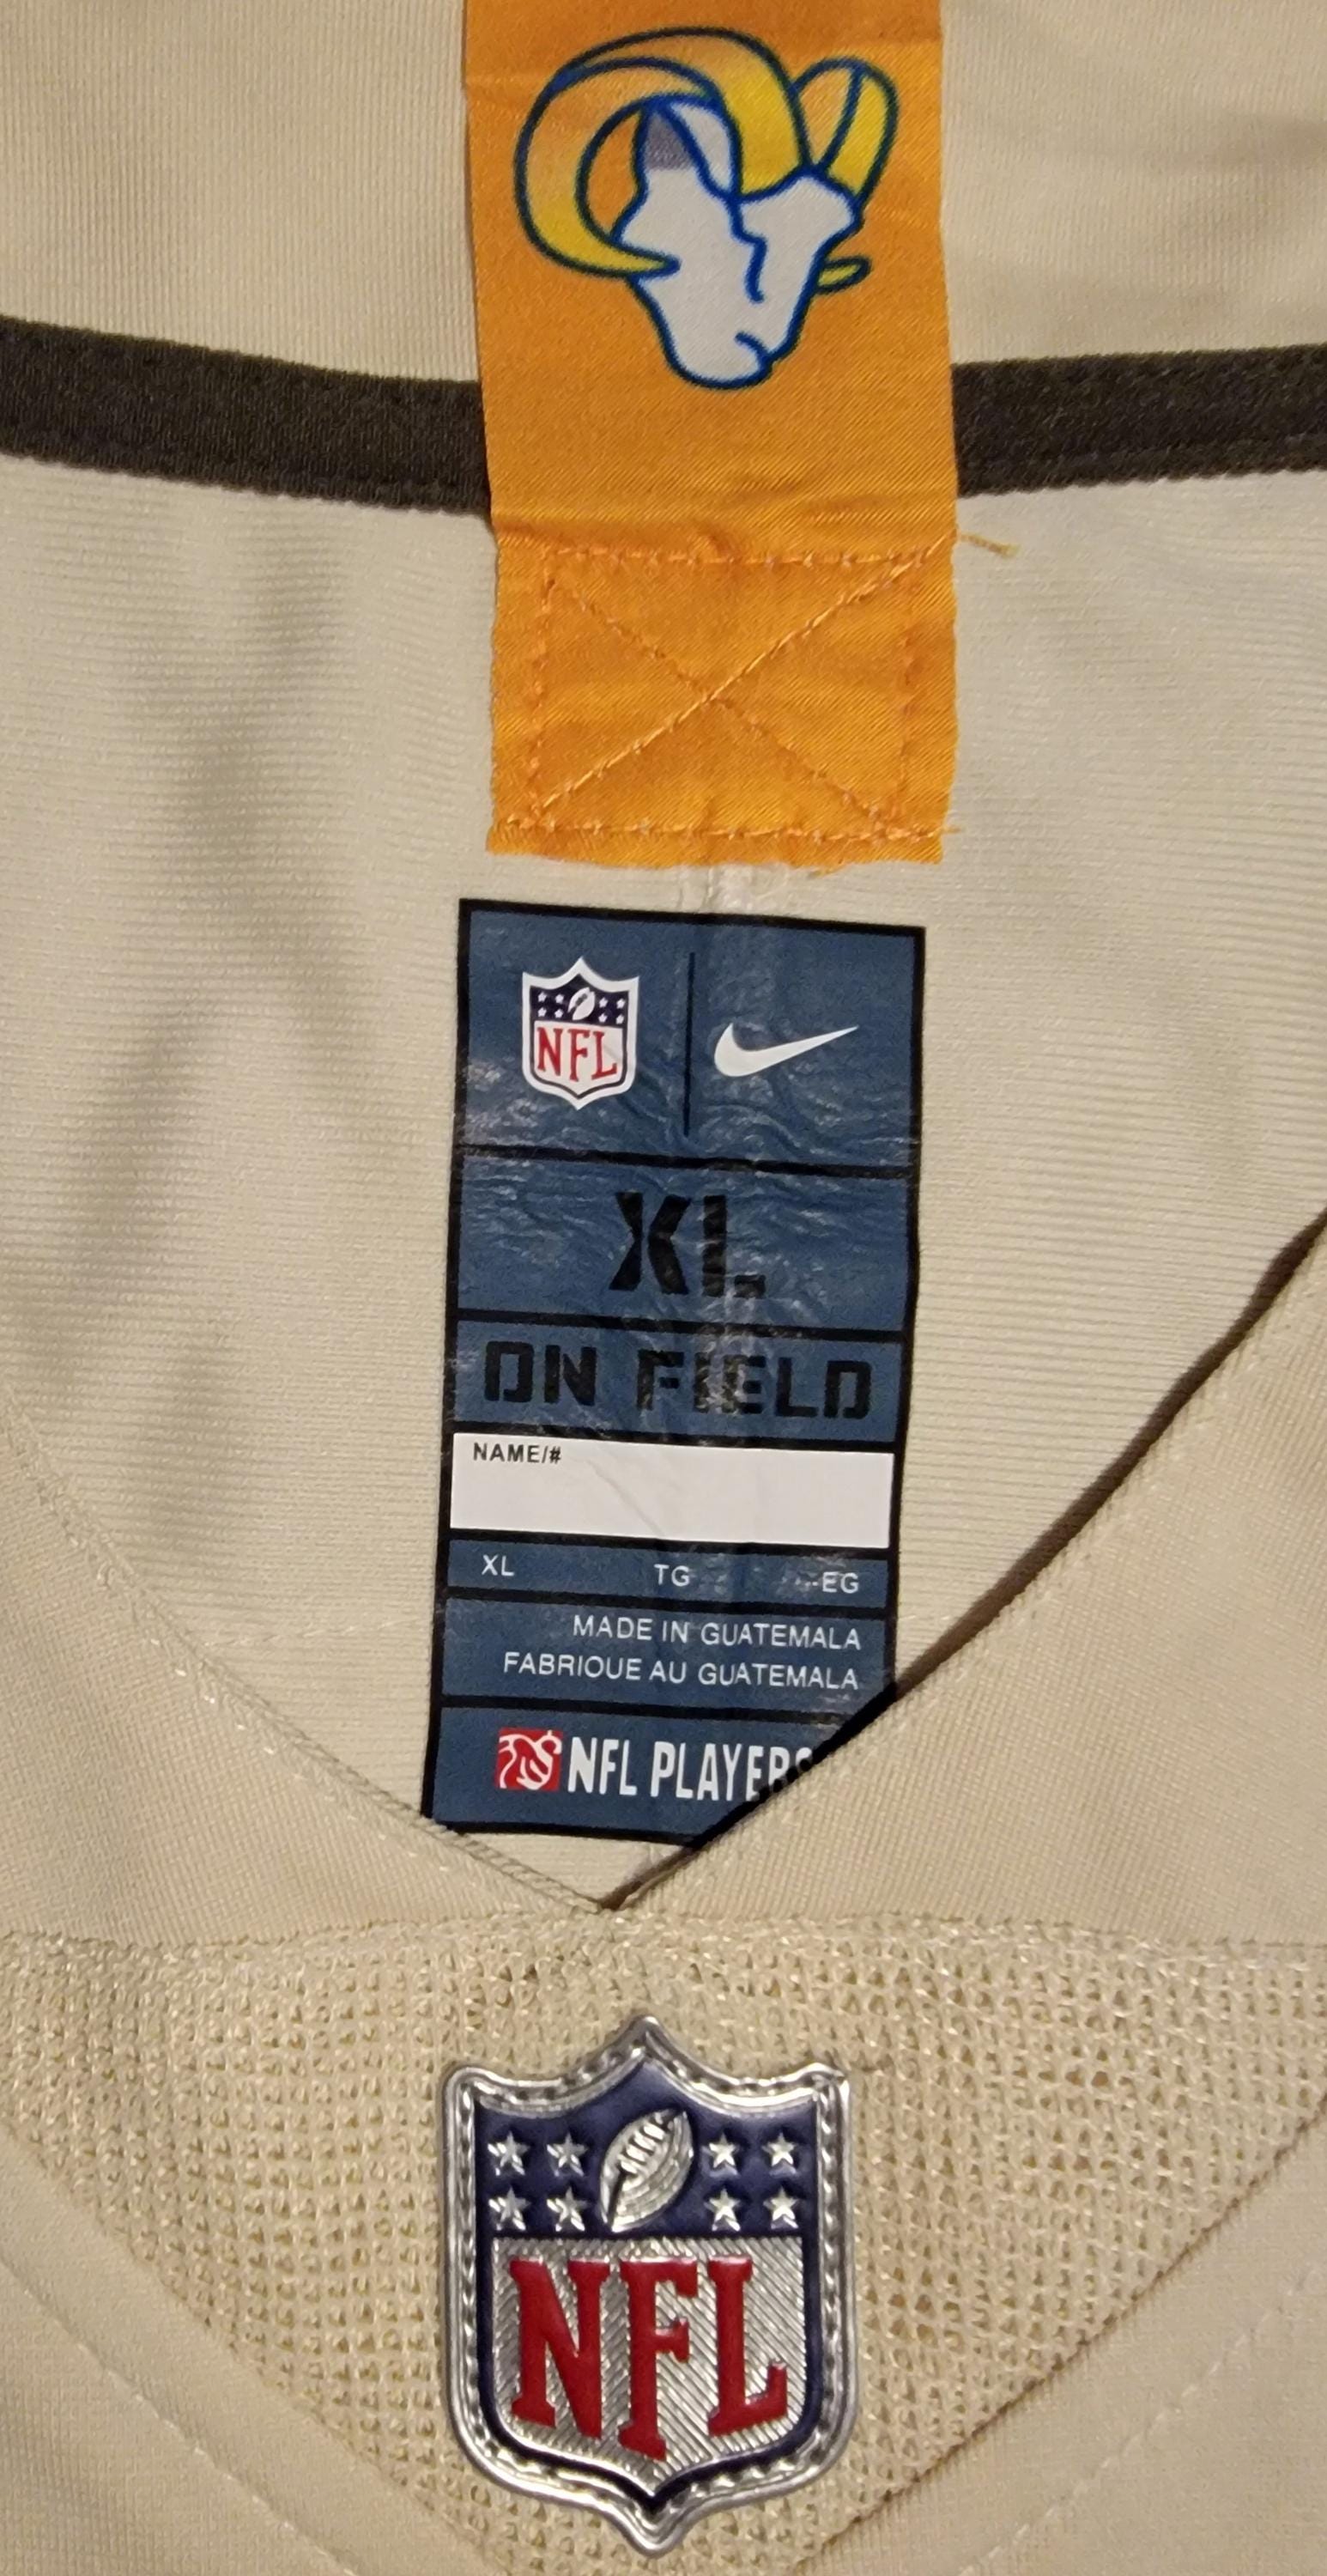 NFL
XL
ON FIELD
NAME/#
XL TG EG
MADE IN GUATEMALA
FABRIOUE AU GUATEMALA
NFL PLAYERS
NFL